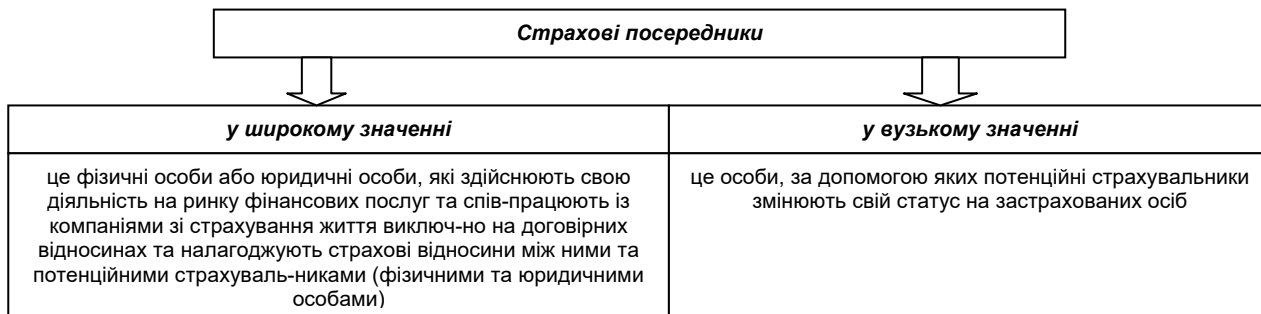 Страхові посередники
у широкому значенні
у вузькому значенні
це фізичні особи або юридичні особи, які здійснюють свою
діяльність на ринку фінансових послуг та спів-працюють із
компаніями зі страхування життя виключ-но на договірних
відносинах та налагоджують страхові відносини між ними та
потенційними страхуваль-никами (фізичними та юридичними
особами)
це особи, за допомогою яких потенційні страхувальники
змінюють свій статус на застрахованих осіб